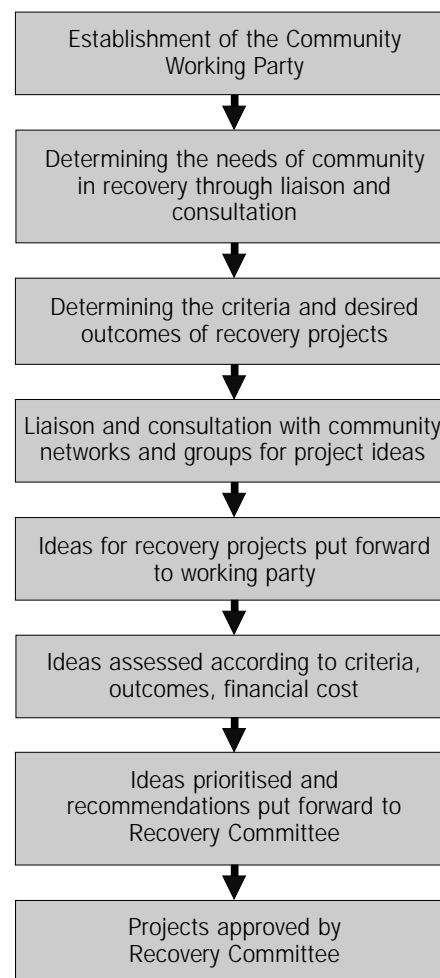 Establishment of the Community
Working Party
Determining the needs of community
in recovery through liaison and
consultation
Determining the criteria and desired
outcomes of recovery projects
Liaison and consultation with community
networks and groups for project ideas
Ideas for recovery projects put forward
to working party
Ideas assessed according to criteria,
outcomes, financial cost
Ideas prioritised and
recommendations put forward to
Recovery Committee
Projects approved by
Recovery Committee